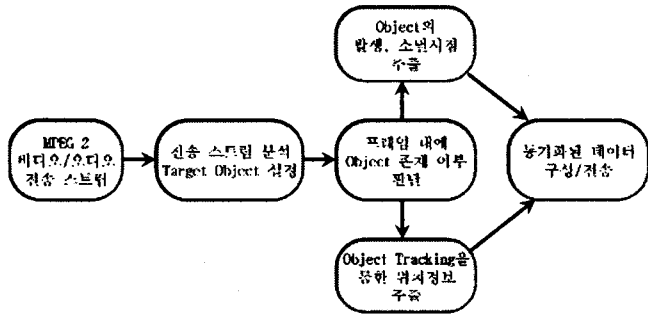 Object의
발생, 소멸시점
추출
MPEG 2
비디오/오디오
전송 스트림
전송 스트림 분석
Target Object 설정
프레임 내에
Object 존재 여부
판단
동기화된 데이터
구성/전송
Object Tracking을
통한 위치정보
추출